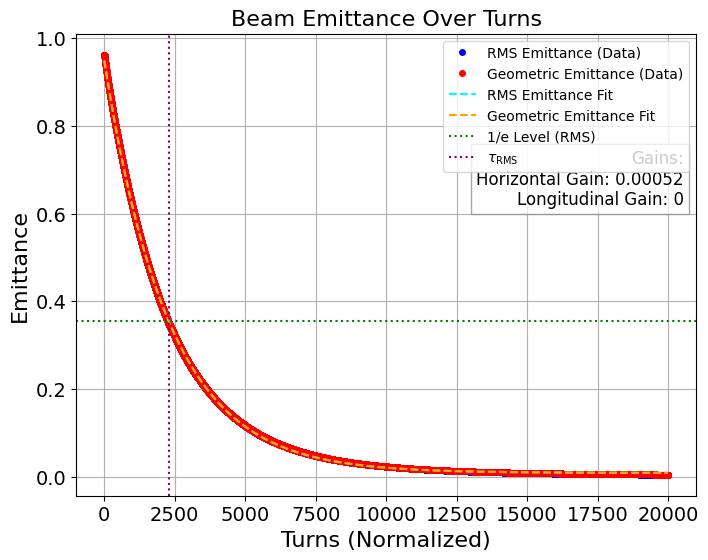 Beam Emittance Over Turns
Emittance
1.0
0.8
0.6
0.4
0.2
0.0
RMS Emittance (Data)
Geometric Emittance (Data)
RMS Emittance Fit
Geometric Emittance Fit
1/e Level (RMS)
τRMS
Gains:
Horizontal Gain: 0.00052
Longitudinal Gain: 0
0 2500 5000 7500 10000 12500 15000 17500 20000
Turns (Normalized)